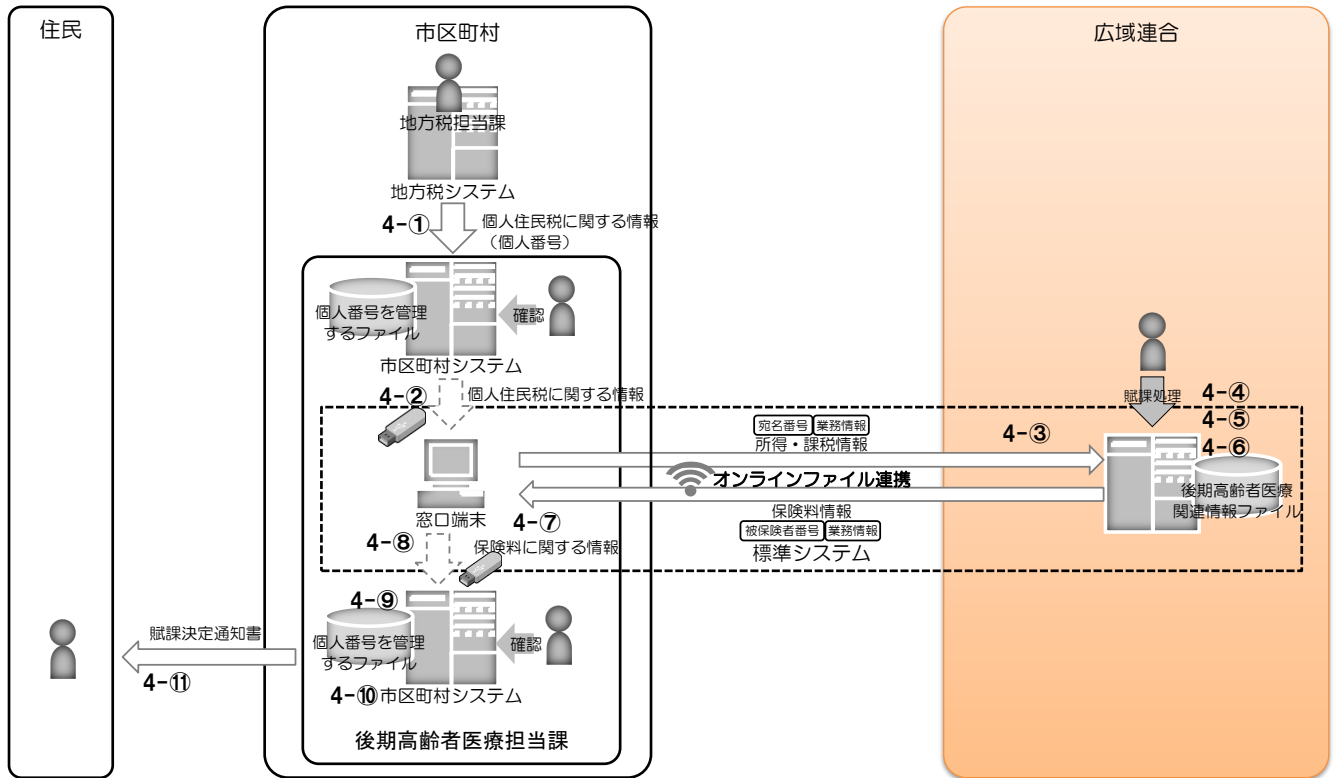 住民
市区町村
広域連合
地方税担当課
地方税システム
4-①
個人住民税に関する情報
（個人番号）
個人番号を管理
するファイル
確認
市区町村システム
4-②
個人住民税に関する情報
賦課処理
4-④
4-⑤
4-⑥
宛名番号 業務情報
所得・課税情報
4-③
オンラインファイル連携
後期高齢者医療
関連情報ファイル
窓口端末
4-⑦
保険料情報
被保険者番号 業務情報
標準システム
4-⑧
保険料に関する情報
4-⑨
個人番号を管理
するファイル
確認
4-⑩
市区町村システム
賦課決定通知書
4-⑪
後期高齢者医療担当課